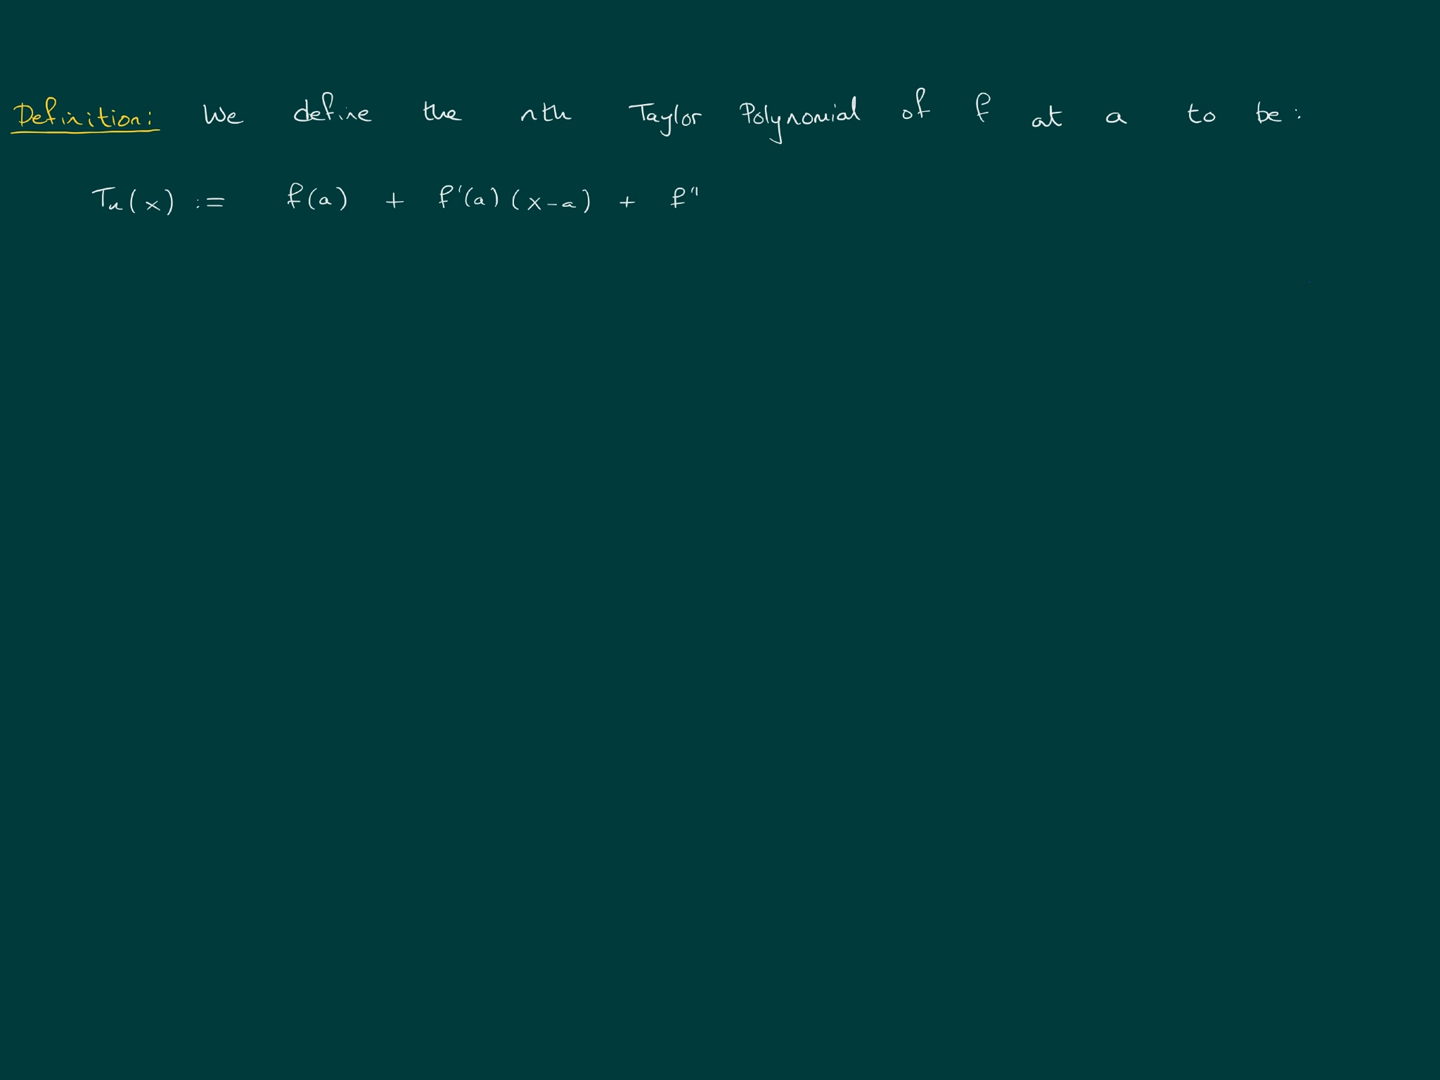 Definition: We define the nth Taylor Polynomial of f at a to be:
Tn(x) := f(a) + f'(a)(x-a) + f"